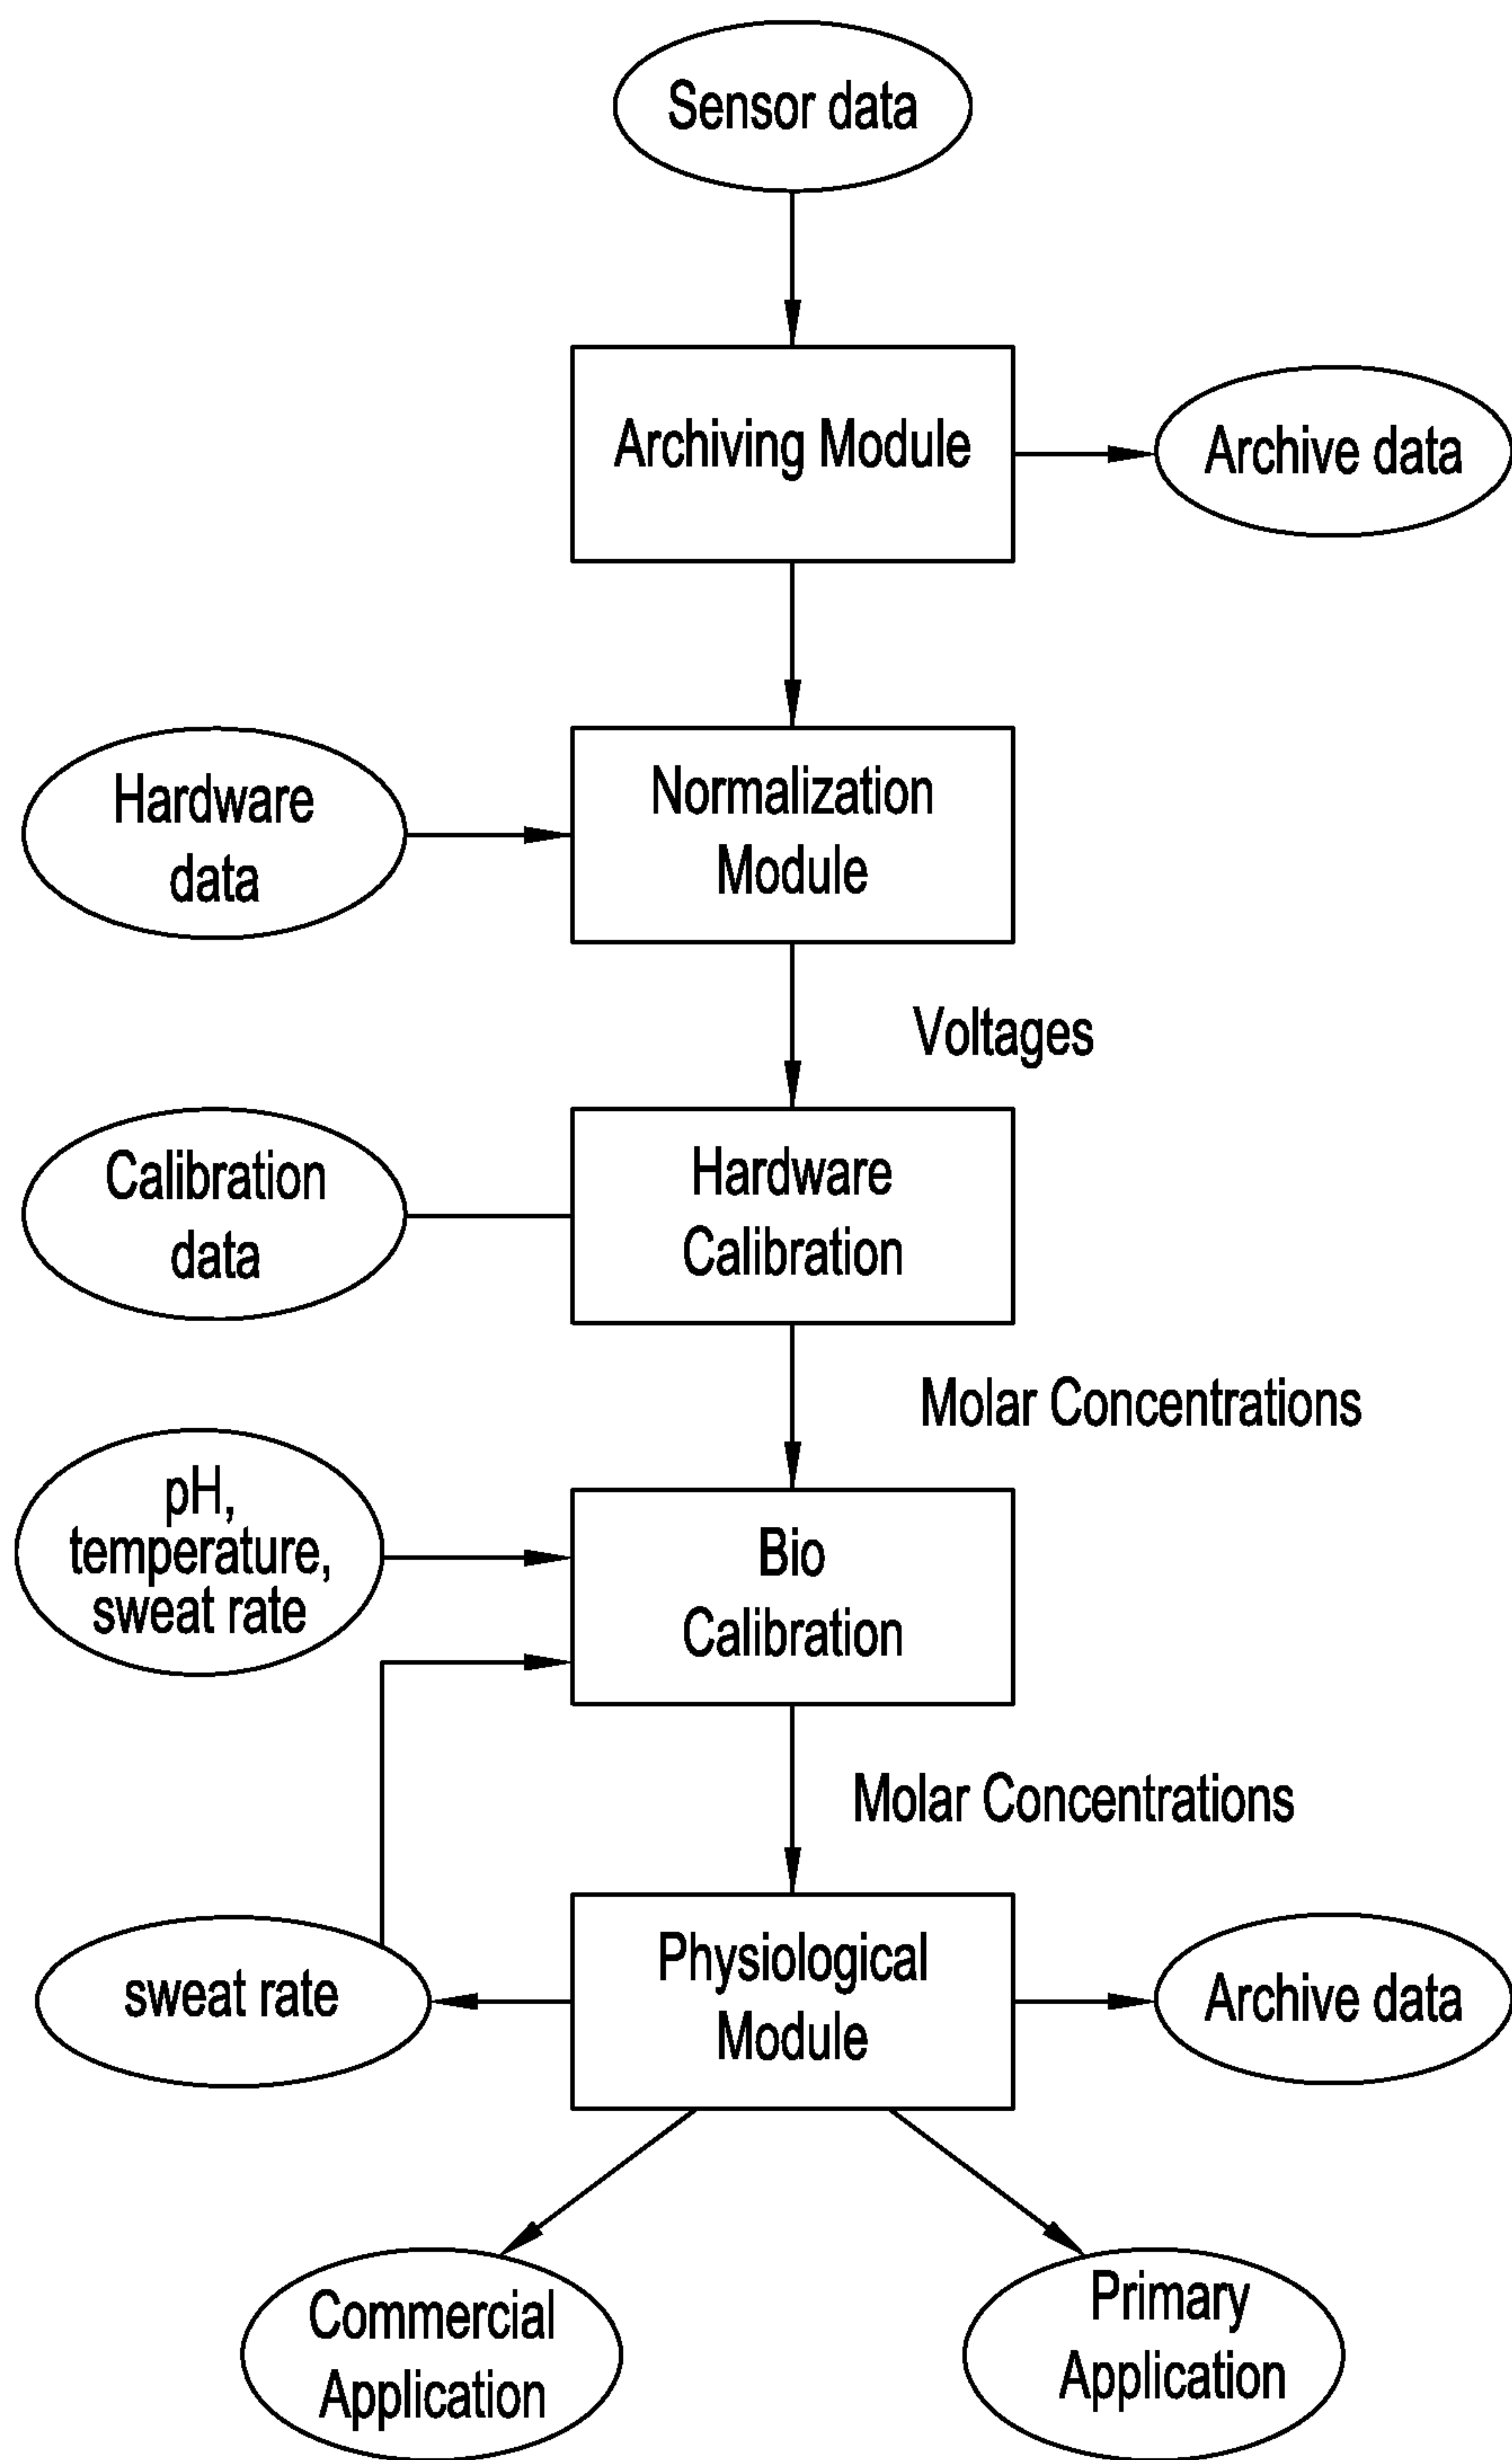 Sensor data
Archiving Module
Archive data
Hardware
data
Normalization
Module
Voltages
Calibration
data
Hardware
Calibration
Molar Concentrations
pH,
temperature,
sweat rate
Bio
Calibration
Molar Concentrations
sweat rate
Physiological
Module
Archive data
Commercial
Application
Primary
Application